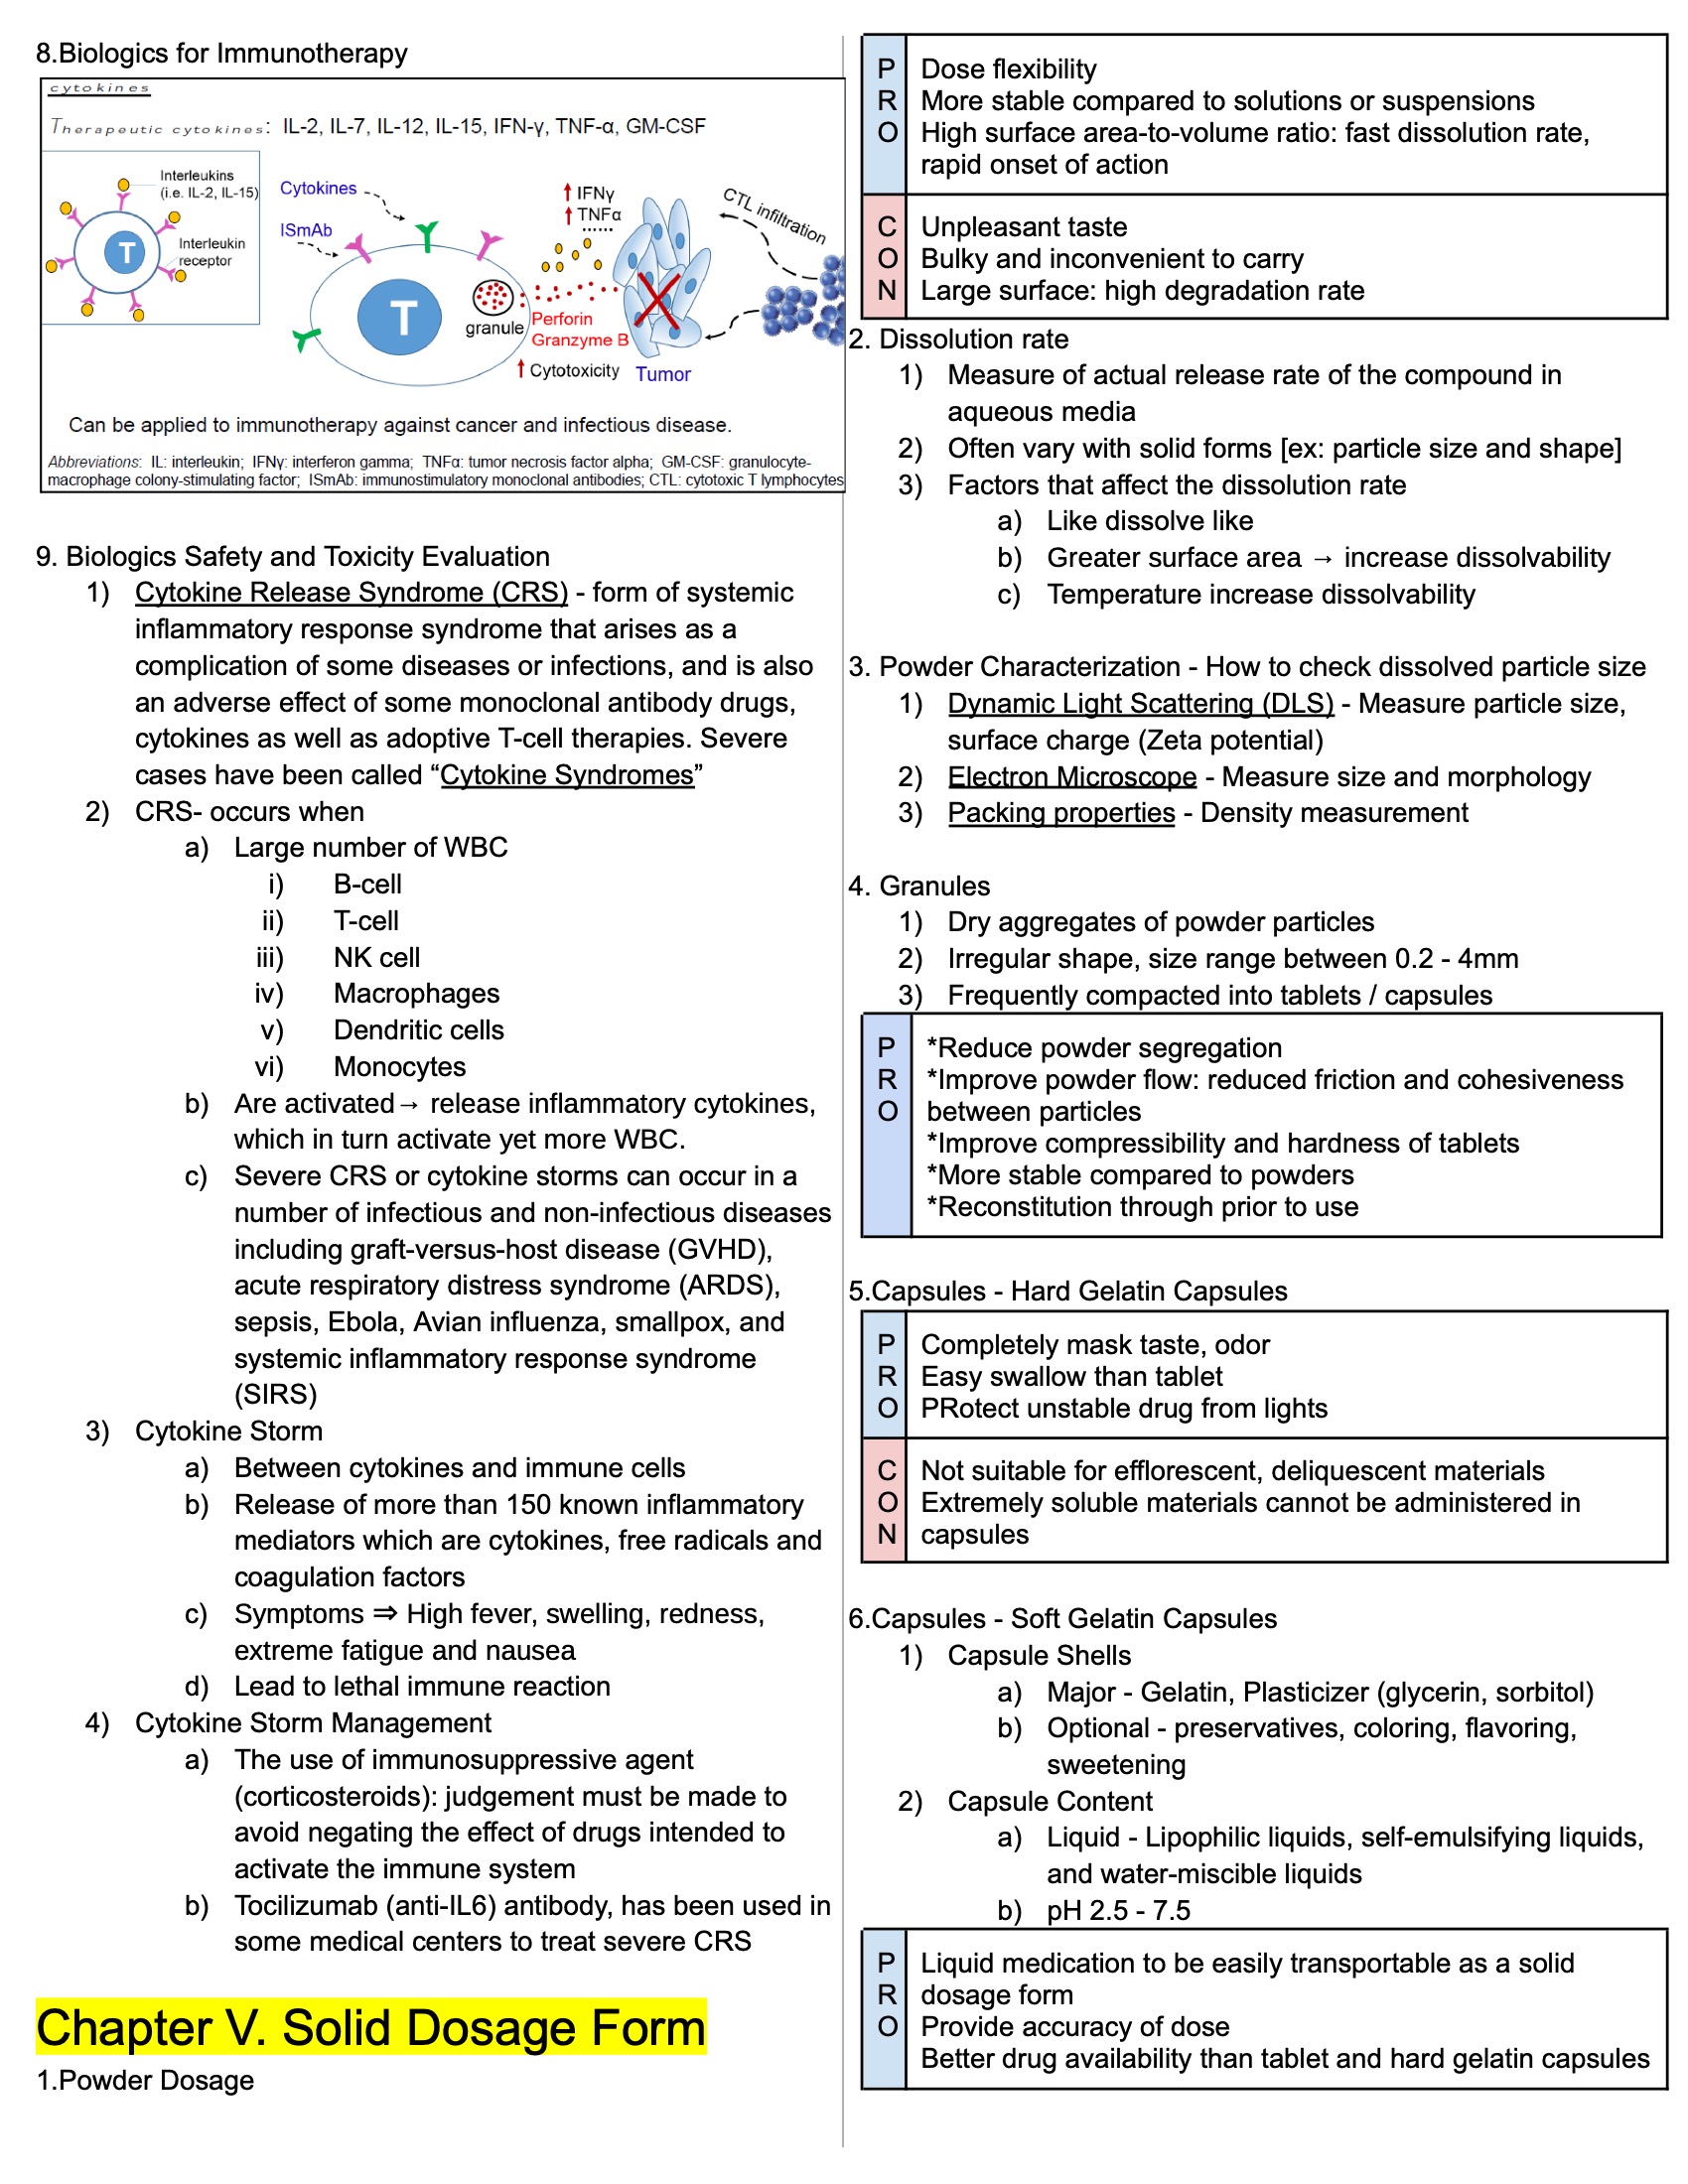 8.Biologics for Immunotherapy
cytokines
Therapeutic cytokines: IL-2, IL-7, IL-12, IL-15, IFN-γ, TNF-α, GM-CSF
Interleukins
(i.e. IL-2, IL-15)
Interleukin
receptor
T
Cytokines
ISmAb
T
granule
IFNγ
TNFα
Perforin
Granzyme B
Cytotoxicity
Tumor
CTL infiltration
Can be applied to immunotherapy against cancer and infectious disease.
Abbreviations: IL: interleukin; IFNγ: interferon gamma; TNFα: tumor necrosis factor alpha; GM-CSF: granulocyte-
macrophage colony-stimulating factor; ISmAb: immunostimulatory monoclonal antibodies; CTL: cytotoxic T lymphocytes
9. Biologics Safety and Toxicity Evaluation
1) Cytokine Release Syndrome (CRS) - form of systemic
inflammatory response syndrome that arises as a
complication of some diseases or infections, and is also
an adverse effect of some monoclonal antibody drugs,
cytokines as well as adoptive T-cell therapies. Severe
cases have been called “Cytokine Syndromes”
2) CRS- occurs when
a) Large number of WBC
i) B-cell
ii) T-cell
iii) NK cell
iv) Macrophages
v) Dendritic cells
vi) Monocytes
b) Are activated→ release inflammatory cytokines,
which in turn activate yet more WBC.
c) Severe CRS or cytokine storms can occur in a
number of infectious and non-infectious diseases
including graft-versus-host disease (GVHD),
acute respiratory distress syndrome (ARDS),
sepsis, Ebola, Avian influenza, smallpox, and
systemic inflammatory response syndrome
(SIRS)
3) Cytokine Storm
a) Between cytokines and immune cells
b) Release of more than 150 known inflammatory
mediators which are cytokines, free radicals and
coagulation factors
c) Symptoms ⇒ High fever, swelling, redness,
extreme fatigue and nausea
d) Lead to lethal immune reaction
4) Cytokine Storm Management
a) The use of immunosuppressive agent
(corticosteroids): judgement must be made to
avoid negating the effect of drugs intended to
activate the immune system
b) Tocilizumab (anti-IL6) antibody, has been used in
some medical centers to treat severe CRS
Chapter V. Solid Dosage Form
1.Powder Dosage
P Dose flexibility
R More stable compared to solutions or suspensions
O High surface area-to-volume ratio: fast dissolution rate,
rapid onset of action
C Unpleasant taste
O Bulky and inconvenient to carry
N Large surface: high degradation rate
2. Dissolution rate
1) Measure of actual release rate of the compound in
aqueous media
2) Often vary with solid forms [ex: particle size and shape]
3) Factors that affect the dissolution rate
a) Like dissolve like
b) Greater surface area → increase dissolvability
c) Temperature increase dissolvability
3. Powder Characterization - How to check dissolved particle size
1) Dynamic Light Scattering (DLS) - Measure particle size,
surface charge (Zeta potential)
2) Electron Microscope - Measure size and morphology
3) Packing properties - Density measurement
4. Granules
1) Dry aggregates of powder particles
2) Irregular shape, size range between 0.2 - 4mm
3) Frequently compacted into tablets / capsules
P *Reduce powder segregation
R *Improve powder flow: reduced friction and cohesiveness
O between particles
*Improve compressibility and hardness of tablets
*More stable compared to powders
*Reconstitution through prior to use
5.Capsules - Hard Gelatin Capsules
P Completely mask taste, odor
R Easy swallow than tablet
O PRotect unstable drug from lights
C Not suitable for efflorescent, deliquescent materials
O Extremely soluble materials cannot be administered in
N capsules
6.Capsules - Soft Gelatin Capsules
1) Capsule Shells
a) Major - Gelatin, Plasticizer (glycerin, sorbitol)
b) Optional - preservatives, coloring, flavoring,
sweetening
2) Capsule Content
a) Liquid - Lipophilic liquids, self-emulsifying liquids,
and water-miscible liquids
b) pH 2.5 - 7.5
P Liquid medication to be easily transportable as a solid
R dosage form
O Provide accuracy of dose
Better drug availability than tablet and hard gelatin capsules